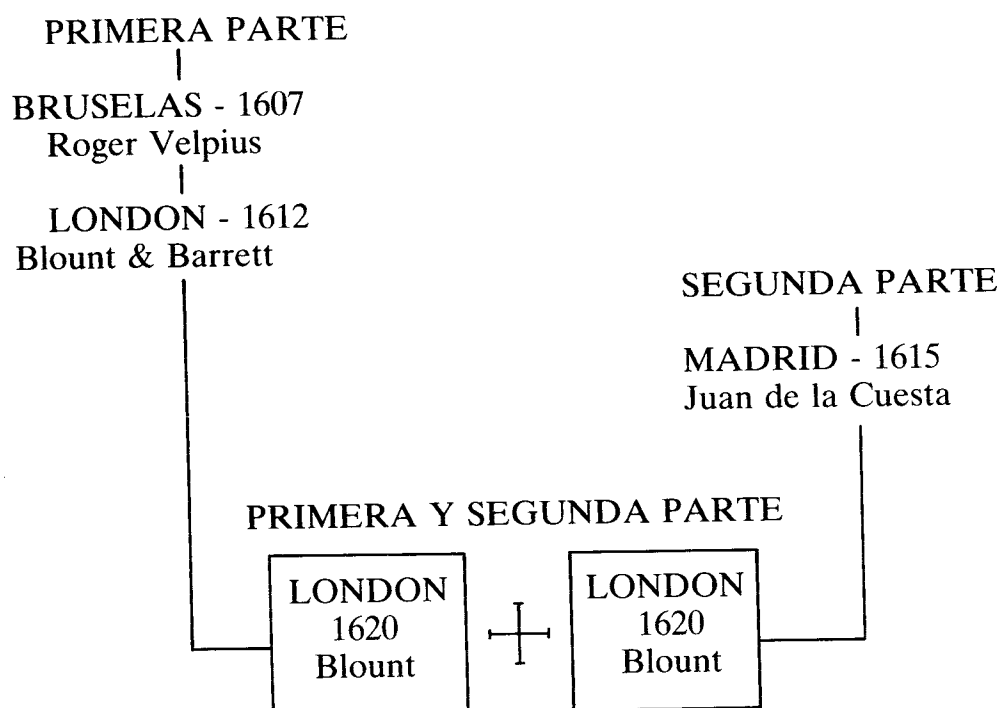 PRIMERA PARTE
BRUSELAS - 1607
Roger Velpius
LONDON - 1612
Blount & Barrett
SEGUNDA PARTE
MADRID - 1615
Juan de la Cuesta
PRIMERA Y SEGUNDA PARTE
LONDON
1620
Blount
LONDON
1620
Blount